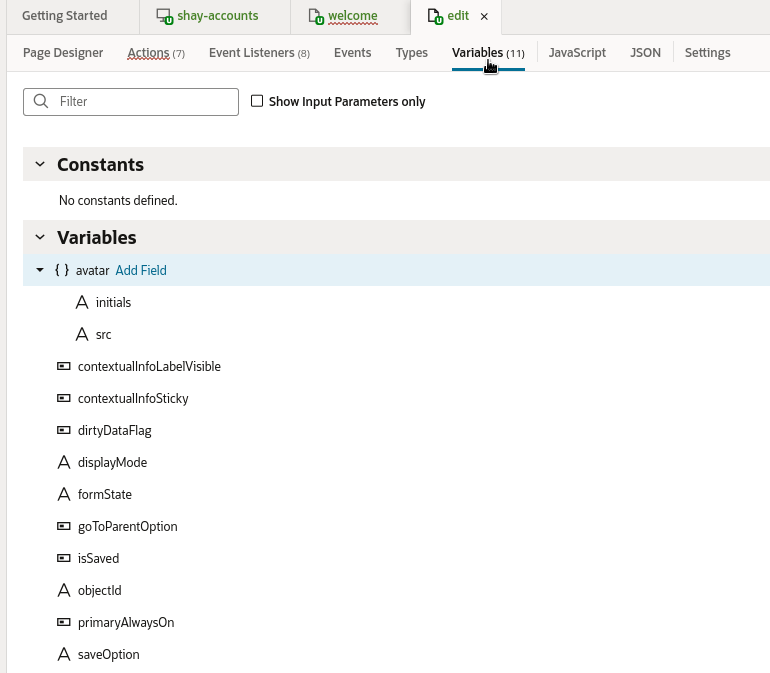 Getting Started shay-accounts welcome edit ×
Page Designer Actions (7) Event Listeners (8) Events Types Variables (11) JavaScript JSON Settings
Filter Show Input Parameters only
Constants
No constants defined.
Variables
{ } avatar Add Field
A initials
A src
contextualInfoLabelVisible
contextualInfoSticky
dirtyDataFlag
A displayMode
A formState
goToParentOption
isSaved
A objectId
primaryAlwaysOn
A saveOption